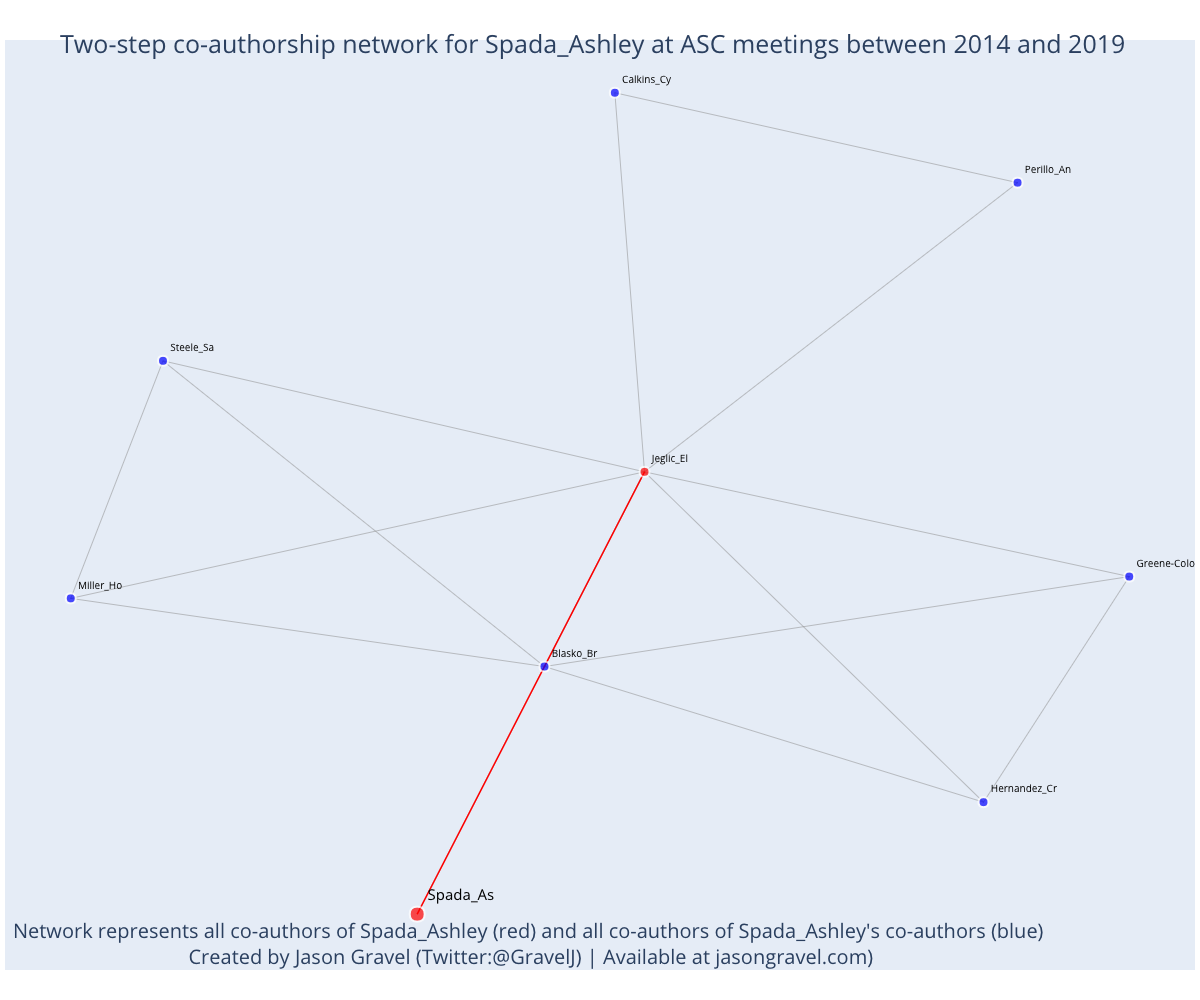 Two-step co-authorship network for Spada_Ashley at ASC meetings between 2014 and 2019
Calkins_Cy
Perillo_An
Steele_Sa
Jeglic_El
Greene-Colo
Miller_Ho
Blasko_Br
Hernandez_Cr
Spada_As
Network represents all co-authors of Spada_Ashley (red) and all co-authors of Spada_Ashley's co-authors (blue)
Created by Jason Gravel (Twitter:@GravelJ) | Available at jasongravel.com)